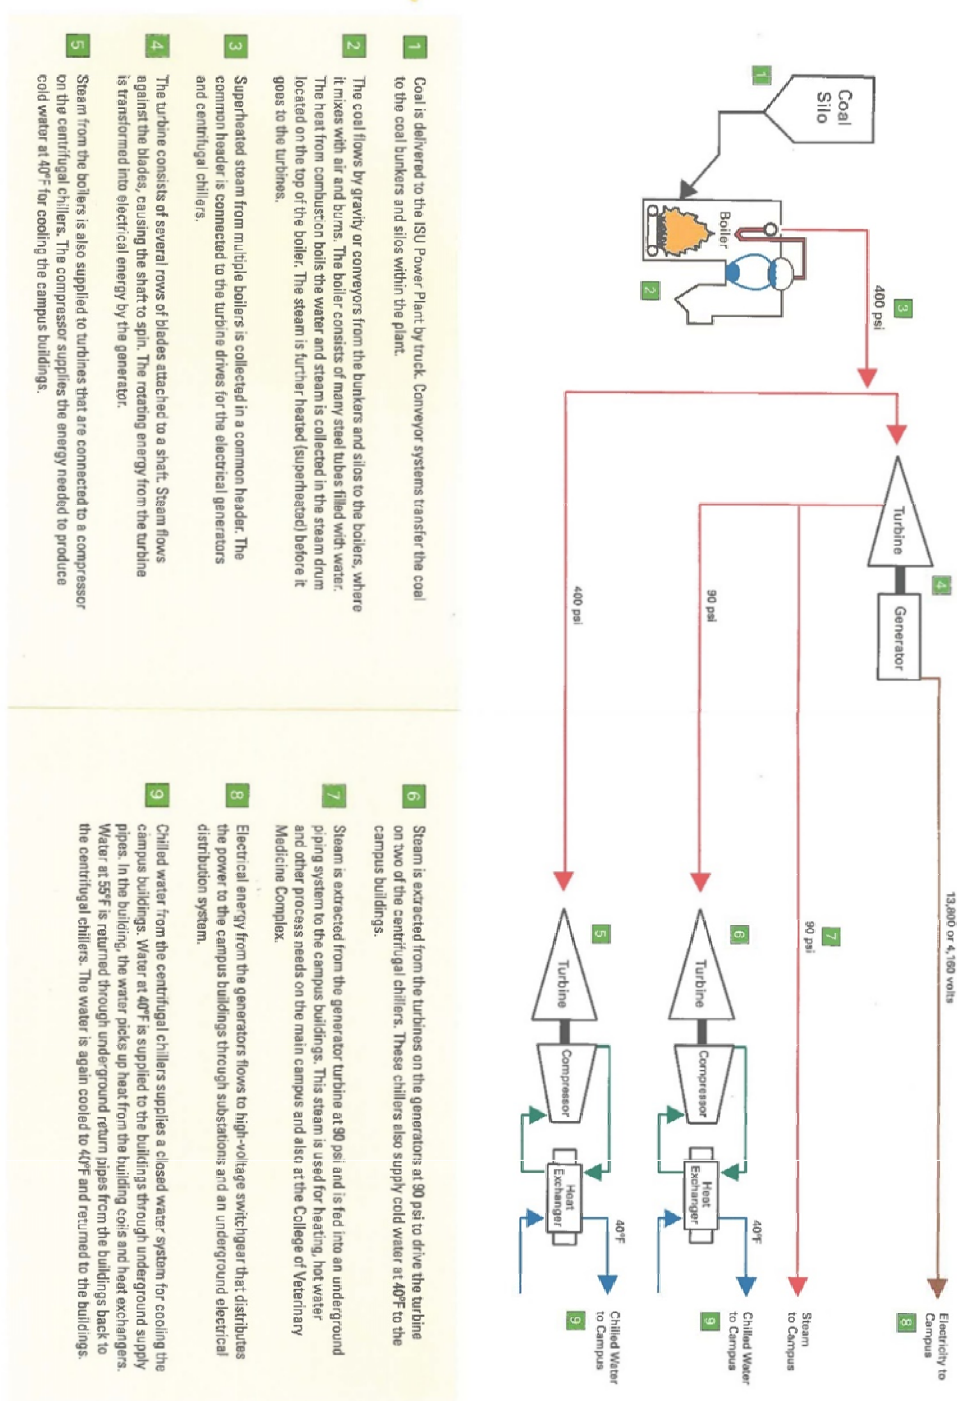 1
Coal
Silo
Boiler
2
3
400 psi
4
Turbine
Generator
13,800 or 4,160 volts
Electricity to
Campus
8
90 psi
7
90 psi
Steam
to Campus
6
Turbine
Compressor
Heat
Exchanger
40°F
Chilled Water
to Campus
9
400 psi
5
Turbine
Compressor
Heat
Exchanger
40°F
Chilled Water
to Campus
9
1 Coal is delivered to the ISU Power Plant by truck. Conveyor systems transfer the coal
to the coal bunkers and silos within the plant.
2 The coal flows by gravity or conveyors from the bunkers and silos to the boilers, where
it mixes with air and burns. The boiler consists of many steel tubes filled with water.
The heat from combustion boils the water and steam is collected in the steam drum
located on the top of the boiler. The steam is further heated (superheated) before it
goes to the turbines.
3 Superheated steam from multiple boilers is collected in a common header. The
common header is connected to the turbine drives for the electrical generators
and centrifugal chillers.
4 The turbine consists of several rows of blades attached to a shaft. Steam flows
against the blades, causing the shaft to spin. The rotating energy from the turbine
is transformed into electrical energy by the generator.
5 Steam from the boilers is also supplied to turbines that are connected to a compressor
on the centrifugal chillers. The compressor supplies the energy needed to produce
cold water at 40°F for cooling the campus buildings.
6 Steam is extracted from the turbines on the generators at 90 psi to drive the turbine
on two of the centrifugal chillers. These chillers also supply cold water at 40°F to the
campus buildings.
7 Steam is extracted from the generator turbine at 90 psi and is fed into an underground
piping system to the campus buildings. This steam is used for heating, hot water
and other process needs on the main campus and also at the College of Veterinary
Medicine Complex.
8 Electrical energy from the generators flows to high-voltage switchgear that distributes
the power to the campus buildings through substations and an underground electrical
distribution system.
9 Chilled water from the centrifugal chillers supplies a closed water system for cooling the
campus buildings. Water at 40°F is supplied to the buildings through underground supply
pipes. In the building, the water picks up heat from the building coils and heat exchangers.
Water at 55°F is returned through underground return pipes from the buildings back to
the centrifugal chillers. The water is again cooled to 40°F and returned to the buildings.